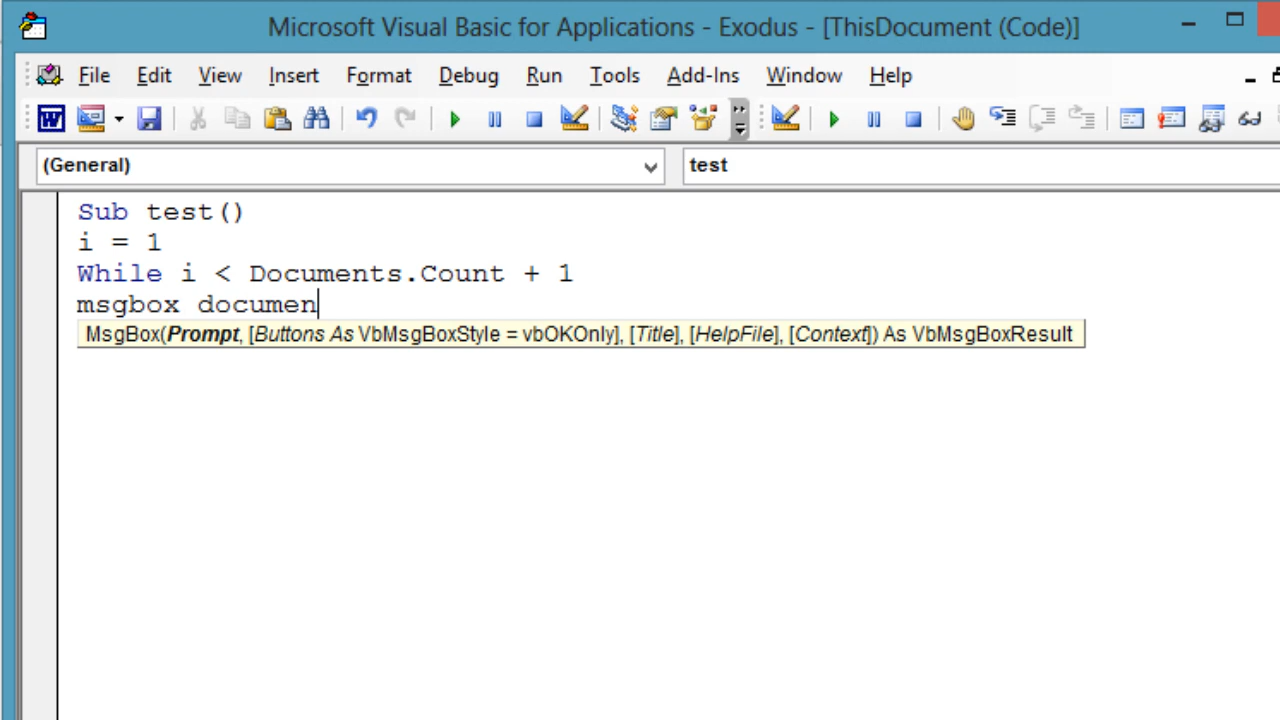 Microsoft Visual Basic for Applications - Exodus - [ThisDocument (Code)]
File Edit View Insert Format Debug Run Tools Add-Ins Window Help
W
(General) test
Sub test()
i = 1
While i < Documents.Count + 1
msgbox documen
MsgBox(Prompt, [Buttons As VbMsgBoxStyle = vbOKOnly], [Title], [HelpFile], [Context]) As VbMsgBoxResult